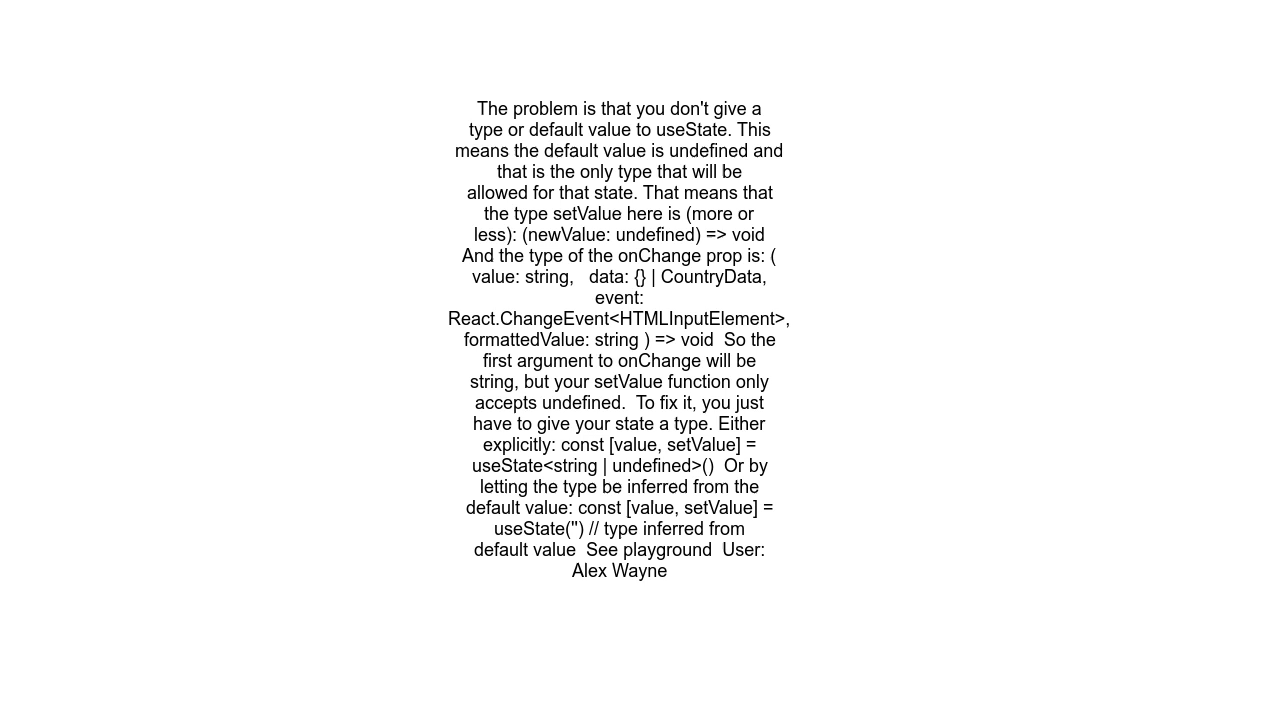 The problem is that you don't give a
type or default value to useState. This
means the default value is undefined and
that is the only type that will be
allowed for that state. That means that
the type setValue here is (more or
less): (newValue: undefined) => void
And the type of the onChange prop is: (
value: string,   data: {} | CountryData,
event:
React.ChangeEvent<HTMLInputElement>,
formattedValue: string ) => void  So the
first argument to onChange will be
string, but your setValue function only
accepts undefined.  To fix it, you just
have to give your state a type. Either
explicitly: const [value, setValue] =
useState<string | undefined>()  Or by
letting the type be inferred from the
default value: const [value, setValue] =
useState('') // type inferred from
default value  See playground  User:
Alex Wayne